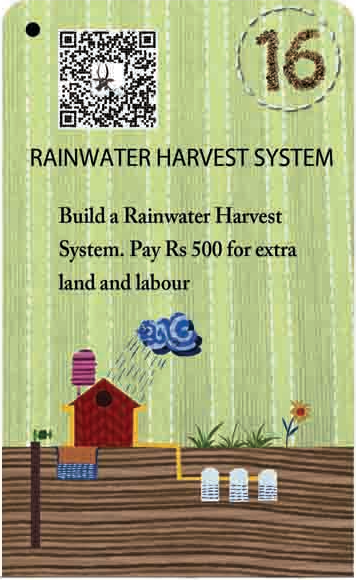 16
RAINWATER HARVEST SYSTEM
Build a Rainwater Harvest
System. Pay Rs 500 for extra
land and labour